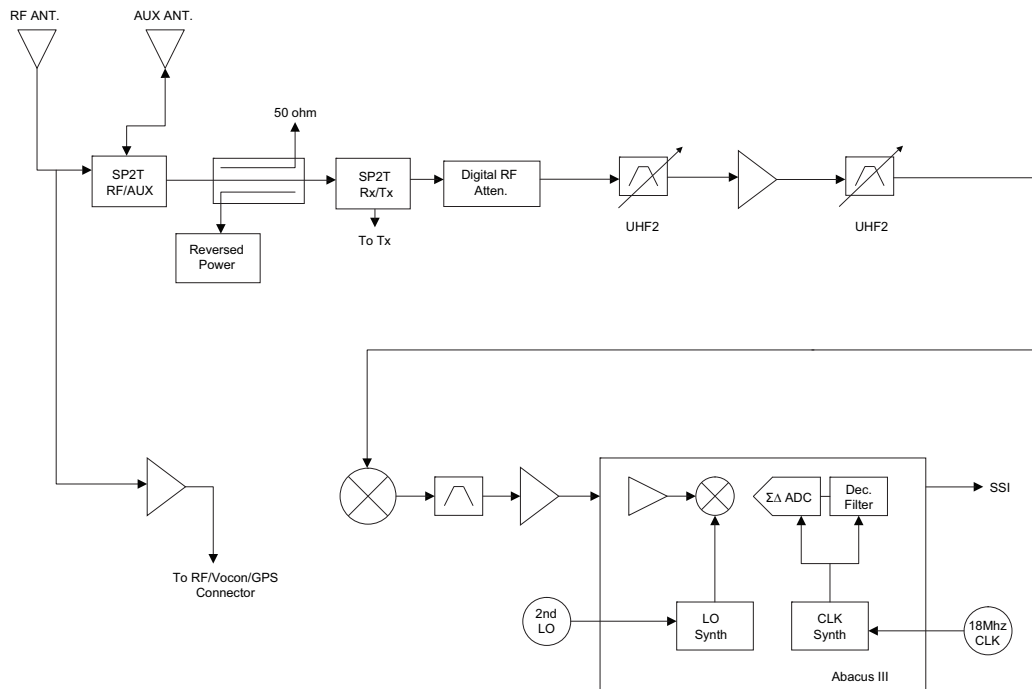 RF ANT.
AUX ANT.
50 ohm
SP2T
RF/AUX
SP2T
Rx/Tx
Digital RF
Atten.
UHF2
UHF2
To Tx
Reversed
Power
ΣΔ ADC
Dec.
Filter
SSI
To RF/Vocon/GPS
Connector
2nd
LO
LO
Synth
CLK
Synth
18Mhz
CLK
Abacus III